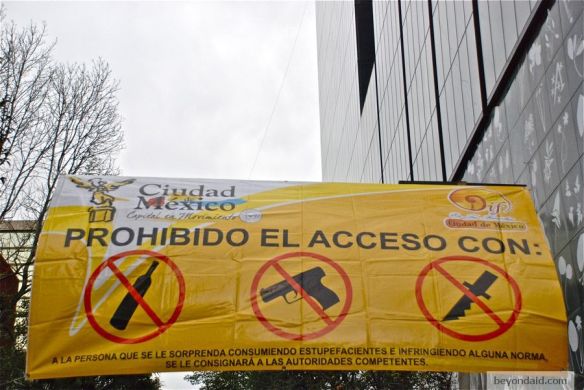 Ciudad
México
Capital en Movimiento
Dif
Ciudad de México
PROHIBIDO EL ACCESO CON:
A LA PERSONA QUE SE LE SORPRENDA CONSUMIENDO ESTUPEFACIENTES E INFRINGIENDO ALGUNA NORMA,
SE LE CONSIGNARÁ A LAS AUTORIDADES COMPETENTES.
beyondaid.com